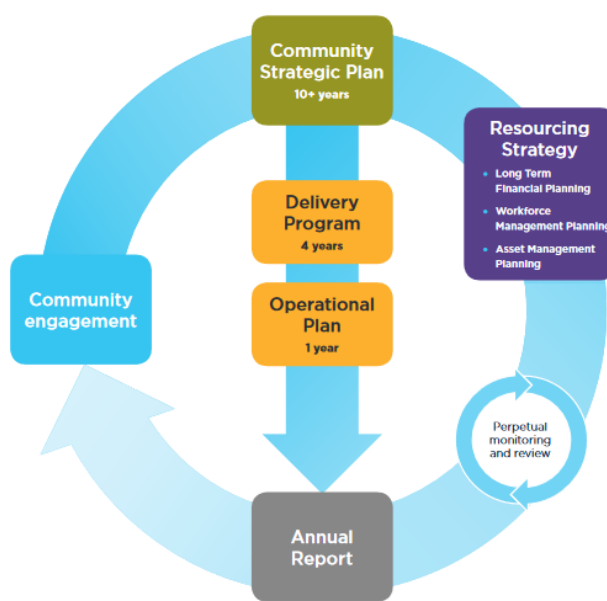 Community
Strategic Plan
10+ years
Resourcing
Strategy
• Long Term
Financial Planning
• Workforce
Management Planning
• Asset Management
Planning
Delivery
Program
4 years
Community
engagement
Operational
Plan
1 year
Perpetual
monitoring
and review
Annual
Report